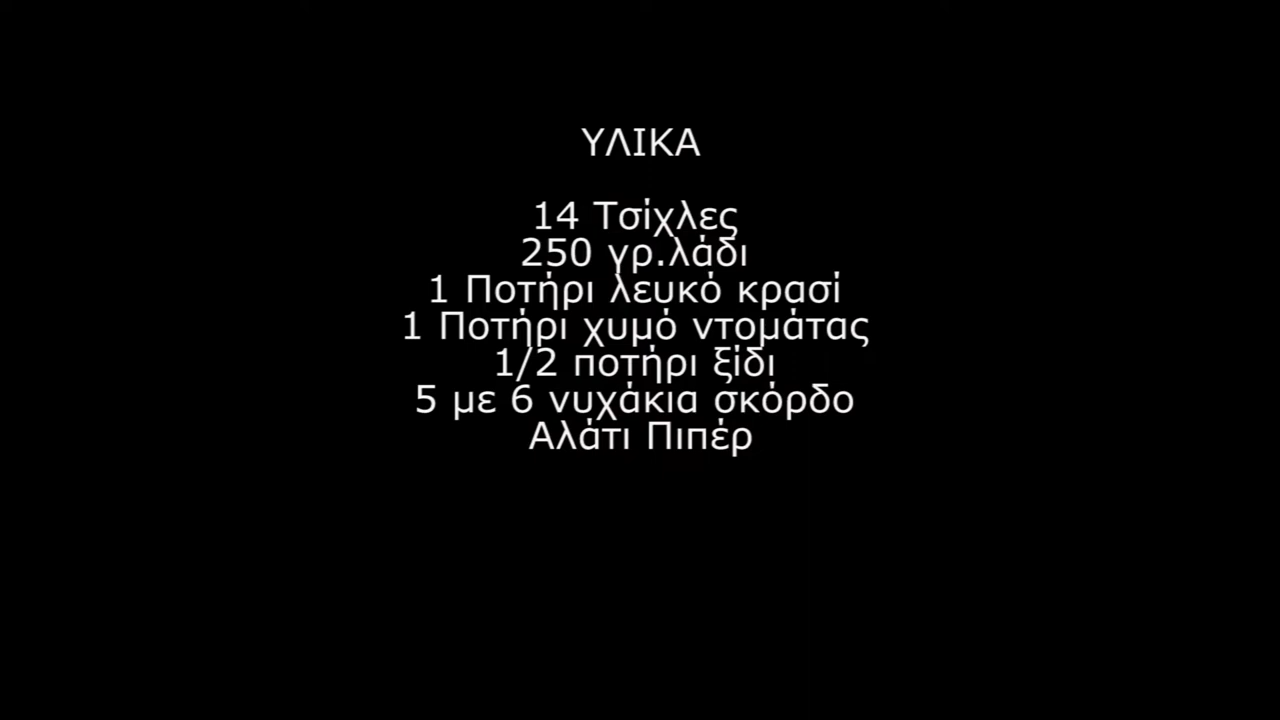 ΥΛΙΚΑ
14 Τσίχλες
250 γρ.λάδι
1 Ποτήρι λευκό κρασί
1 Ποτήρι χυμό ντομάτας
1/2 ποτήρι ξίδι
5 με 6 νυχάκια σκόρδο
Αλάτι Πιπέρ